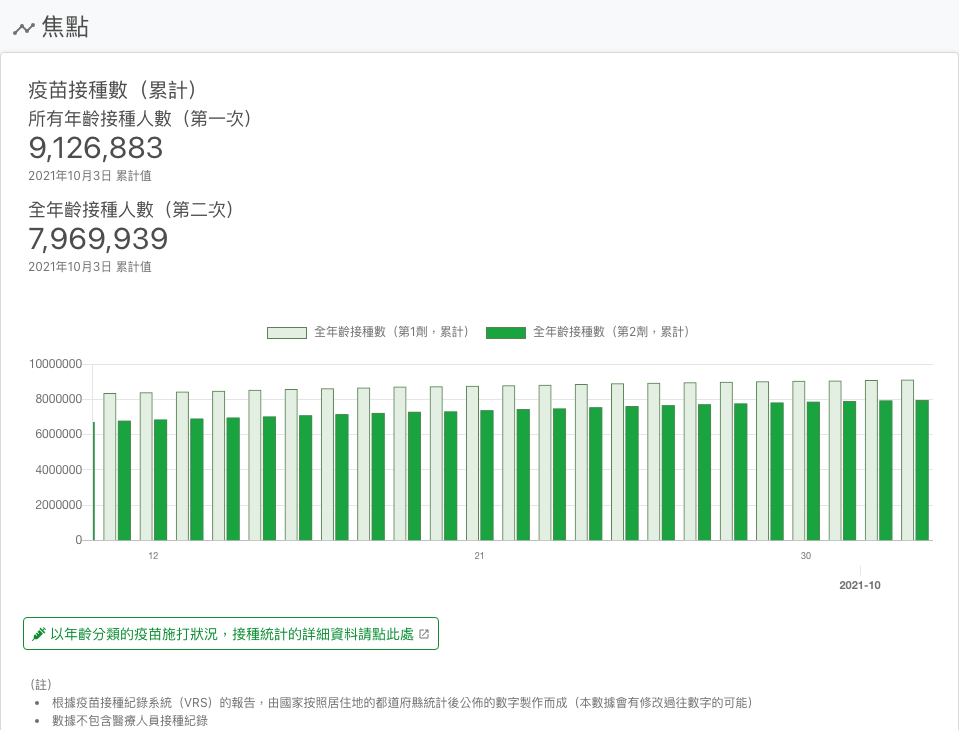 焦點
疫苗接種數（累計）
所有年齡接種人數（第一次）
9,126,883
2021年10月3日 累計值
全年齡接種人數（第二次）
7,969,939
2021年10月3日 累計值
全年齡接種數（第1劑，累計） 全年齡接種數（第2劑，累計）
10000000
8000000
6000000
4000000
2000000
0
12 21 30
2021-10
以年齡分類的疫苗施打狀況，接種統計的詳細資料請點此處
（註）
• 根據疫苗接種紀錄系統（VRS）的報告，由國家按照居住地的都道府縣統計後公佈的數字製作而成（本數據會有修改過往數字的可能）
• 數據不包含醫療人員接種紀錄